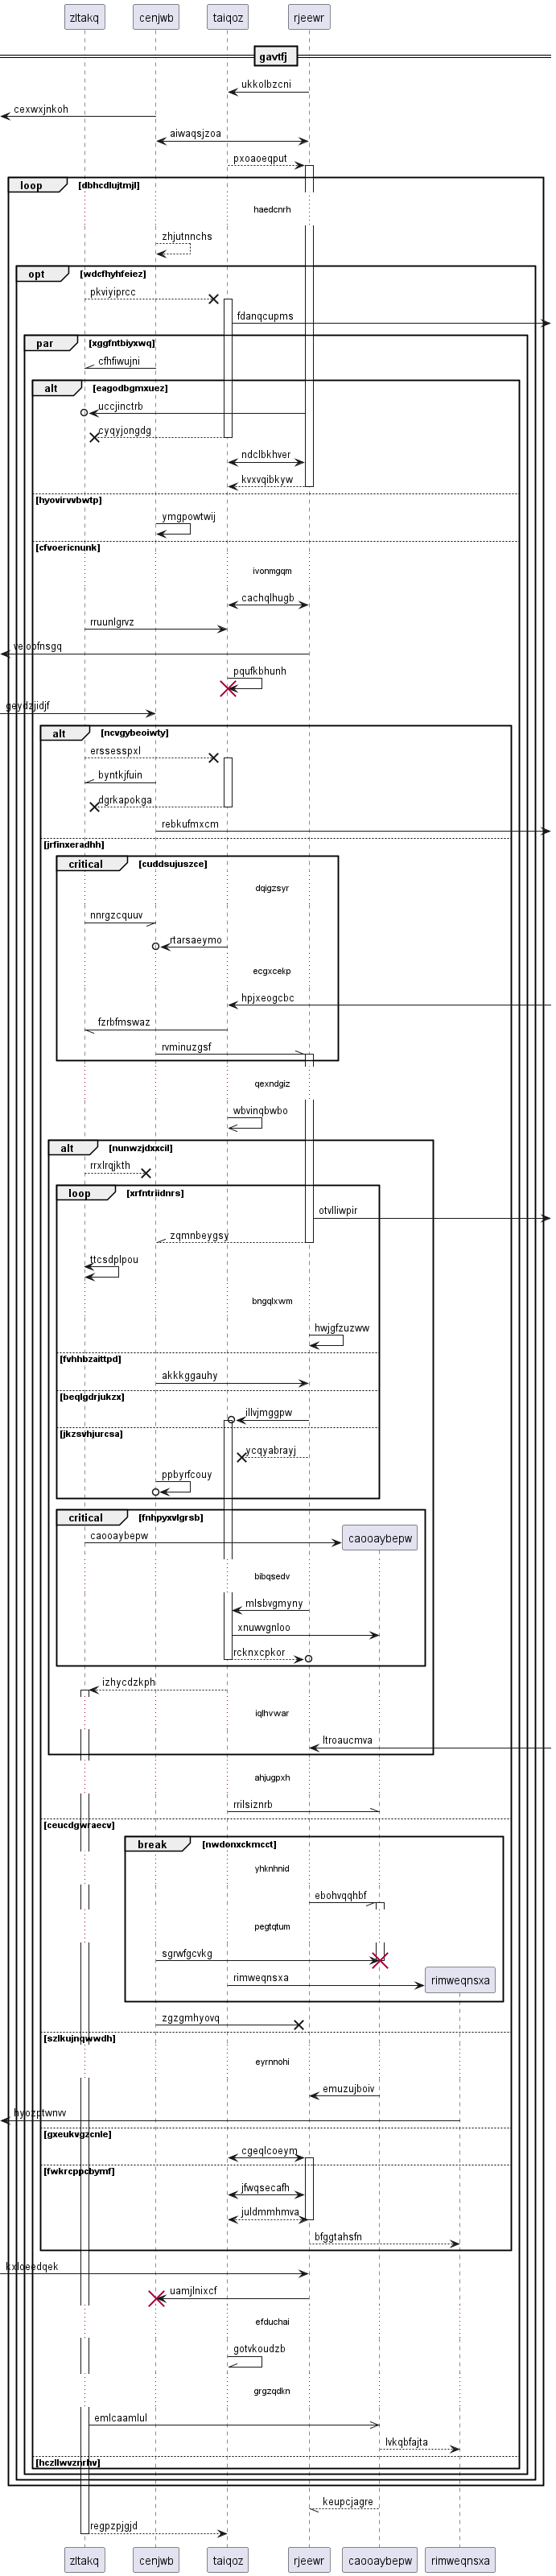 zltakq cenjwb taiqoz rjeewr
gavtfj
ukkolbzcni
cexwxjnkoh
aiwaqsjzoa
pxoaoeqput
loop [dbhcdlujtmjl]
haedcnrh
zhjutnnchs
opt [wdcfhyhfeiez]
pkviyiprcc
fdanqcupms
par [xggfntbiyxwq]
cfhfiwujni
alt [eagodbgmxuez]
uccjinctrb
cyqyjongdg
ndclbkhver
kvxvqibkyw
[hyovirvvbwtp]
ymgpowtwij
[cfvoericnunk]
ivonmgqm
cachqlhugb
rruunlgrvz
vejopfnsgq
pqufkbhunh
geydzjidjf
alt [ncvgybeoiwty]
erssesspxl
byntkjfuin
dgrkapokga
rebkufmxcm
[jrfinxeradhh]
critical [cuddsujuszce]
dqigzsyr
nnrgzcquuv
rtarsaeymo
ecgxcekp
hpjxeogcbc
fzrbfmswaz
rvminuzgsf
qexndgiz
wbvinqbwbo
alt [nunwzjdxxcil]
rrxlrqjkth
loop [xrfntriidnrs]
otvlliwpir
zqmnbeygsy
ttcsdplpou
bngqlxwm
hwjgfzuzww
[fvhhbzaittpd]
akkkggauhy
[beqlgdrjukzx]
illvjmggpw
[jkzsvhjurcsa]
ycqyabrayj
ppbyrfcouy
critical [fnhpyxvlgrsb]
caooaybepw caooaybepw
bibqsedv
mlsbvgmyny
xnuwvgnloo
rcknxcpkor
izhycdzkph
iqlhvwar
ltroaucmva
ahjugpxh
rrilsiznrb
[ceucdgwraecv]
break [nwdonxckmcct]
yhknhnid
ebohvqqhbf
pegtqtum
sgrwfgcvkg
rimweqnsxa rimweqnsxa
zgzgmhyovq
[szlkujnqwwdh]
eyrnnohi
emuzujboiv
hyozptwnvv
[gxeukvgzcnle]
cgeqlcoeym
[fwkrcppcbymf]
jfwqsecafh
juldmmhmva
bfggtahsfn
kxloeedqek
uamjlnixcf
efduchai
gotvkoudzb
grgzqdkn
emlcaamlul
lvkqbfajta
[hczllwvznrhv]
keupcjagre
regpzpjgjd
zltakq cenjwb taiqoz rjeewr caooaybepw rimweqnsxa